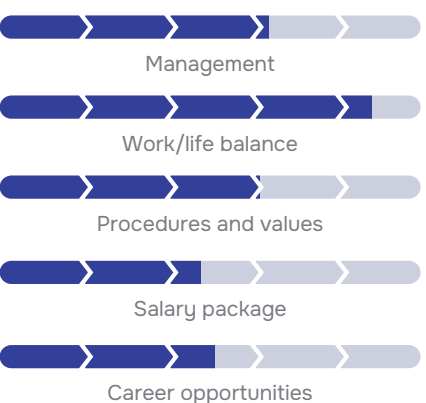 Management
Work/life balance
Procedures and values
Salary package
Career opportunities